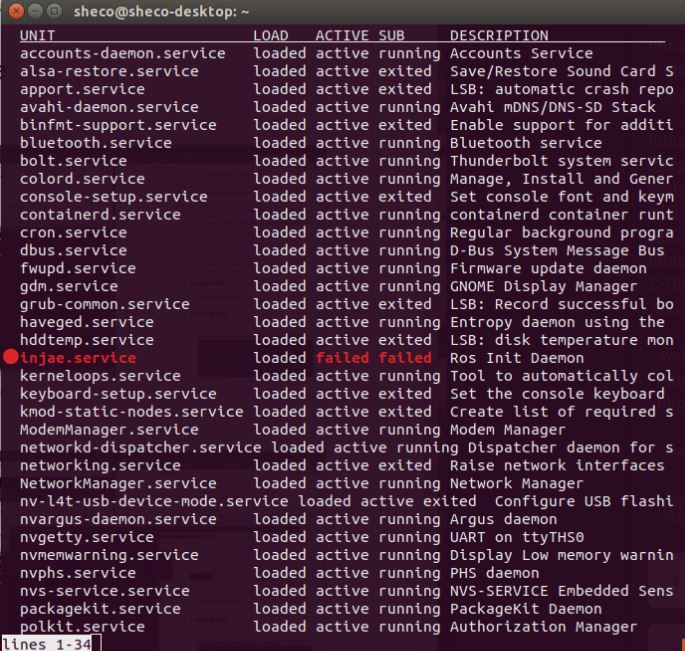 sheco@sheco-desktop: ~
UNIT LOAD ACTIVE SUB DESCRIPTION
accounts-daemon.service loaded active running Accounts Service
alsa-restore.service loaded active exited Save/Restore Sound Card S
apport.service loaded active exited LSB: automatic crash repo
avahi-daemon.service loaded active running Avahi mDNS/DNS-SD Stack
binfmt-support.service loaded active exited Enable support for additi
bluetooth.service loaded active running Bluetooth service
bolt.service loaded active running Thunderbolt system servic
colord.service loaded active running Manage, Install and Gener
console-setup.service loaded active exited Set console font and keym
containerd.service loaded active running containerd container runt
cron.service loaded active running Regular background progra
dbus.service loaded active running D-Bus System Message Bus
fwupd.service loaded active running Firmware update daemon
gdm.service loaded active running GNOME Display Manager
grub-common.service loaded active exited LSB: Record successful bo
haveged.service loaded active running Entropy daemon using the
hddtemp.service loaded active exited LSB: disk temperature mon
injae.service loaded failed failed Ros Init Daemon
kerneloops.service loaded active running Tool to automatically col
keyboard-setup.service loaded active exited Set the console keyboard
kmod-static-nodes.service loaded active exited Create list of required s
ModemManager.service loaded active running Modem Manager
networkd-dispatcher.service loaded active running Dispatcher daemon for s
networking.service loaded active exited Raise network interfaces
NetworkManager.service loaded active running Network Manager
nv-l4t-usb-device-mode.service loaded active exited Configure USB flashi
nvargus-daemon.service loaded active running Argus daemon
nvgetty.service loaded active running UART on ttyTHS0
nvmemwarning.service loaded active running Display Low memory warnin
nvphs.service loaded active running PHS daemon
nvs-service.service loaded active running NVS-SERVICE Embedded Sens
packagekit.service loaded active running PackageKit Daemon
polkit.service loaded active running Authorization Manager
lines 1-34